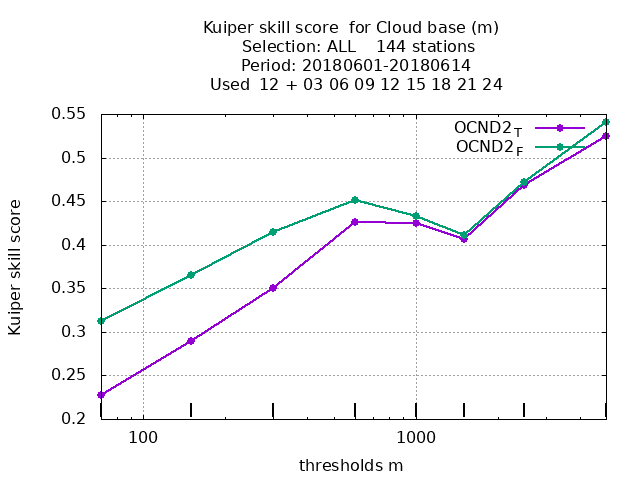 Kuiper skill score  for Cloud base (m)
Selection: ALL    144 stations
Period: 20180601-20180614
Used  12 + 03 06 09 12 15 18 21 24
OCND2T
OCND2F
0.55
0.5
0.45
0.4
0.35
0.3
0.25
0.2
Kuiper skill score
100 1000
thresholds m